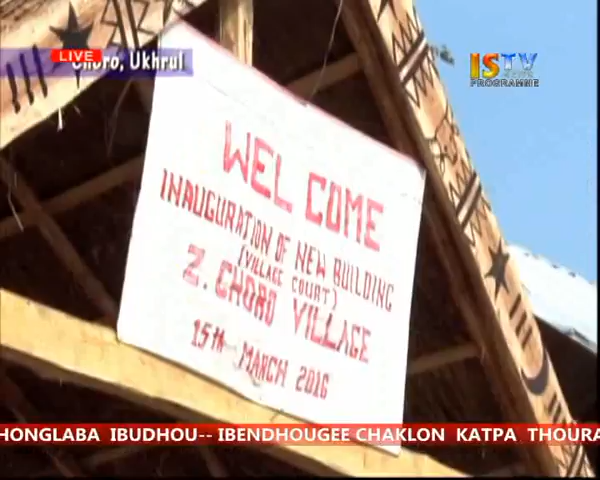 LIVE
Choro, Ukhrul
ISTV
PROGRAMME
WEL COME
INAUGURATION OF NEW BUILDING
(VILLAGE COURT)
Z. CHORO VILLAGE
15th MARCH 2016
HONGLABA IBUDHOU-- IBENDHOUGEE CHAKLON KATPA THOURA